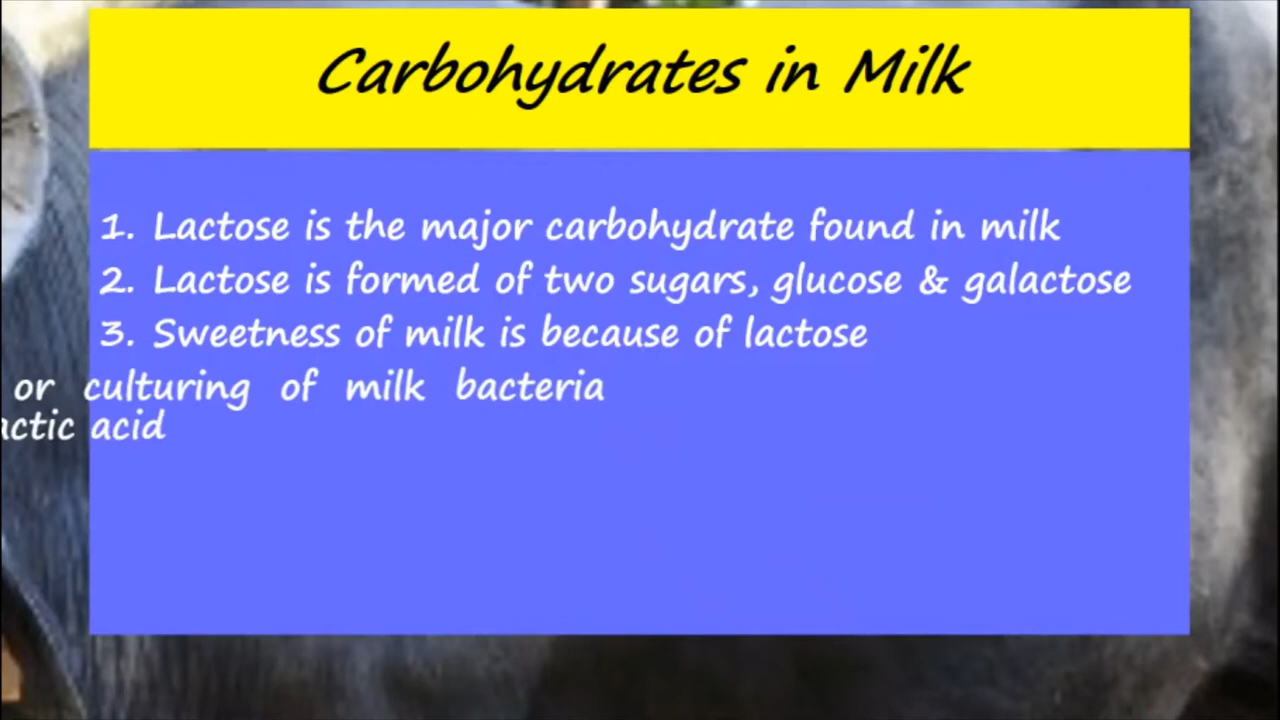 Carbohydrates in Milk
1. Lactose is the major carbohydrate found in milk
2. Lactose is formed of two sugars, glucose & galactose
3. Sweetness of milk is because of lactose
or culturing of milk bacteria
acid